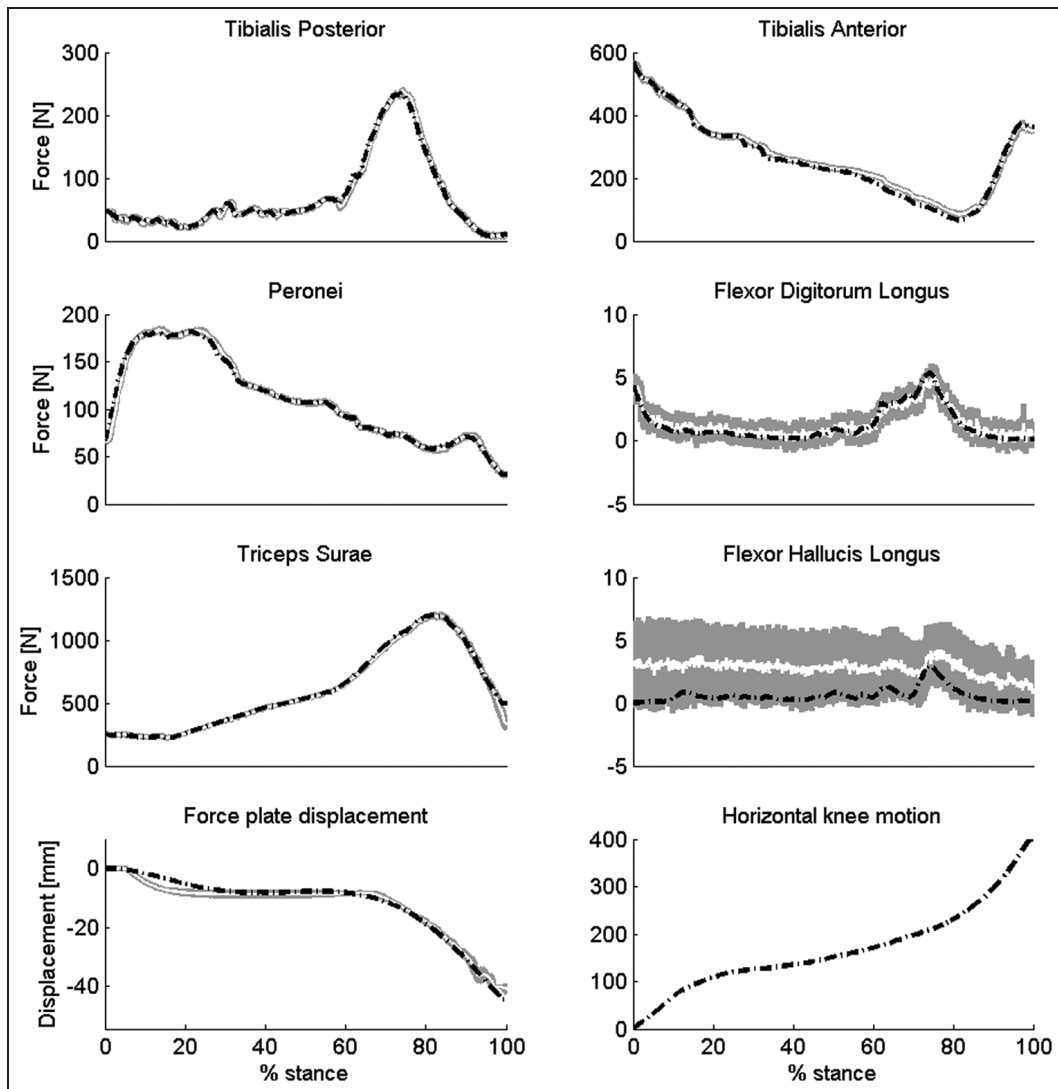 Tibialis Posterior
Force [N]
300
200
100
0
Tibialis Anterior
600
400
200
0
Peronei
Force [N]
200
150
100
50
0
Flexor Digitorum Longus
10
5
0
-5
Triceps Surae
Force [N]
1500
1000
500
0
Flexor Hallucis Longus
10
5
0
-5
Force plate displacement
Displacement [mm]
0
-20
-40
0 20 40 60 80 100
% stance
Horizontal knee motion
400
300
200
100
0
0 20 40 60 80 100
% stance